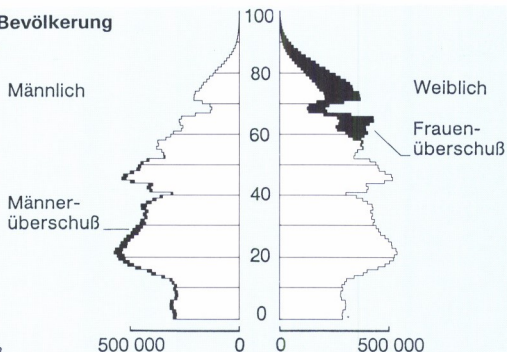 Bevölkerung
Männlich
Männer-
überschuß
100
80
60
40
20
0
Weiblich
Frauen-
überschuß
500 000
0
0
500 000